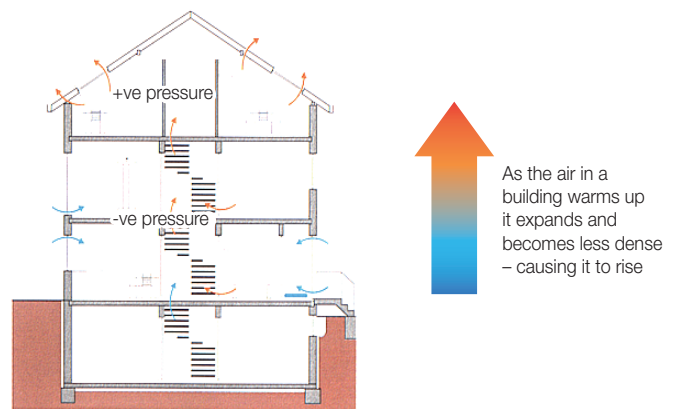 +ve pressure
-ve pressure
As the air in a
building warms up
it expands and
becomes less dense
– causing it to rise